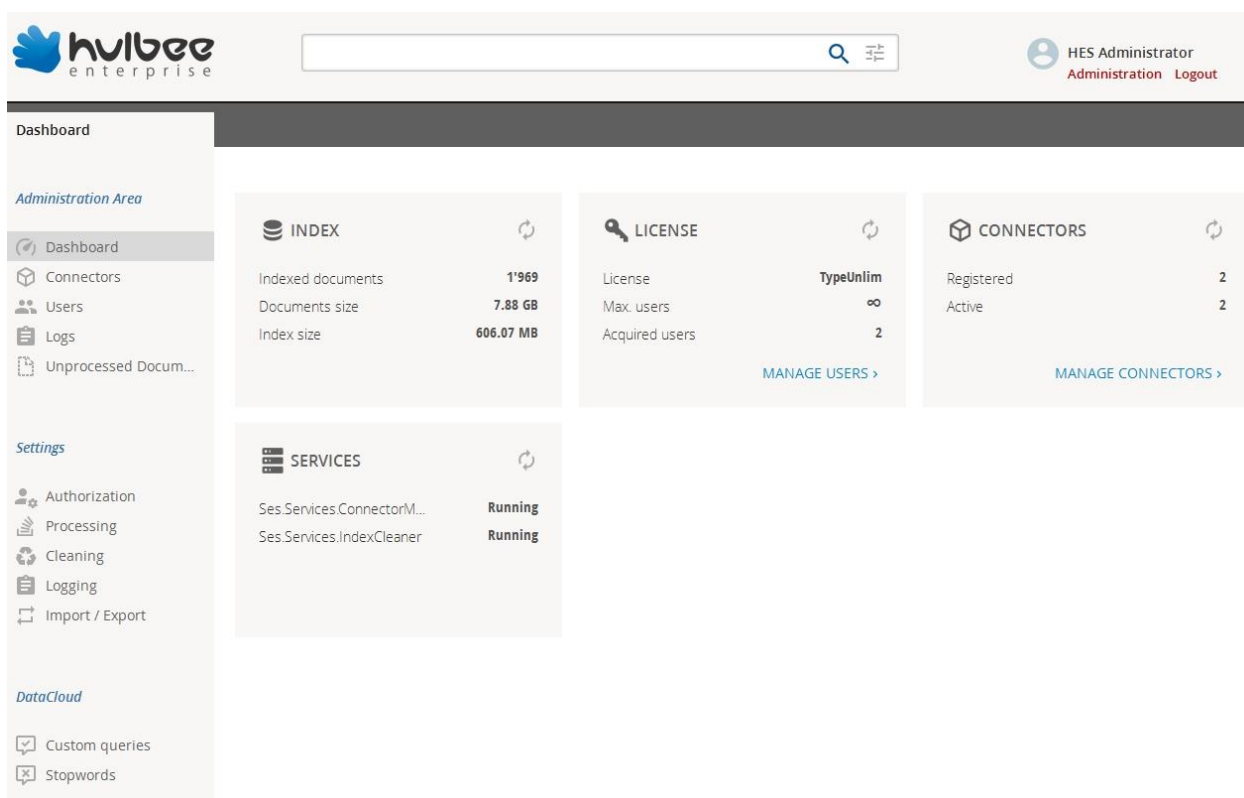 hulbee
enterprise
HES Administrator
Administration Logout
Dashboard
Administration Area
Dashboard
Connectors
Users
Logs
Unprocessed Docum...
Settings
Authorization
Processing
Cleaning
Logging
Import / Export
DataCloud
Custom queries
Stopwords
INDEX
Indexed documents 1'969
Documents size 7.88 GB
Index size 606.07 MB
LICENSE
License TypeUnlim
Max. users ∞
Acquired users 2
MANAGE USERS ›
CONNECTORS
Registered 2
Active 2
MANAGE CONNECTORS ›
SERVICES
Ses.Services.ConnectorM... Running
Ses.Services.IndexCleaner Running